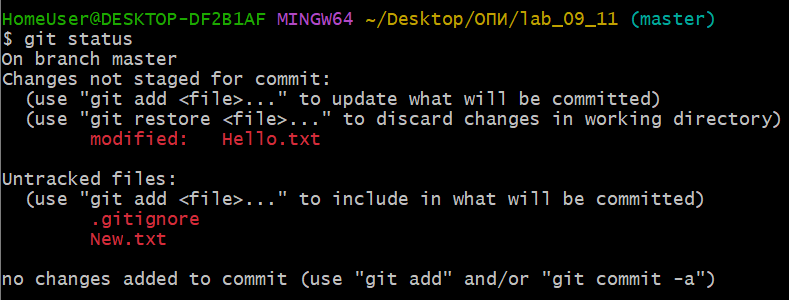 HomeUser@DESKTOP-DF2B1AF MINGW64 ~/Desktop/ОПИ/lab_09_11 (master)
$ git status
On branch master
Changes not staged for commit:
  (use "git add <file>..." to update what will be committed)
  (use "git restore <file>..." to discard changes in working directory)
        modified:   Hello.txt

Untracked files:
  (use "git add <file>..." to include in what will be committed)
        .gitignore
        New.txt

no changes added to commit (use "git add" and/or "git commit -a")